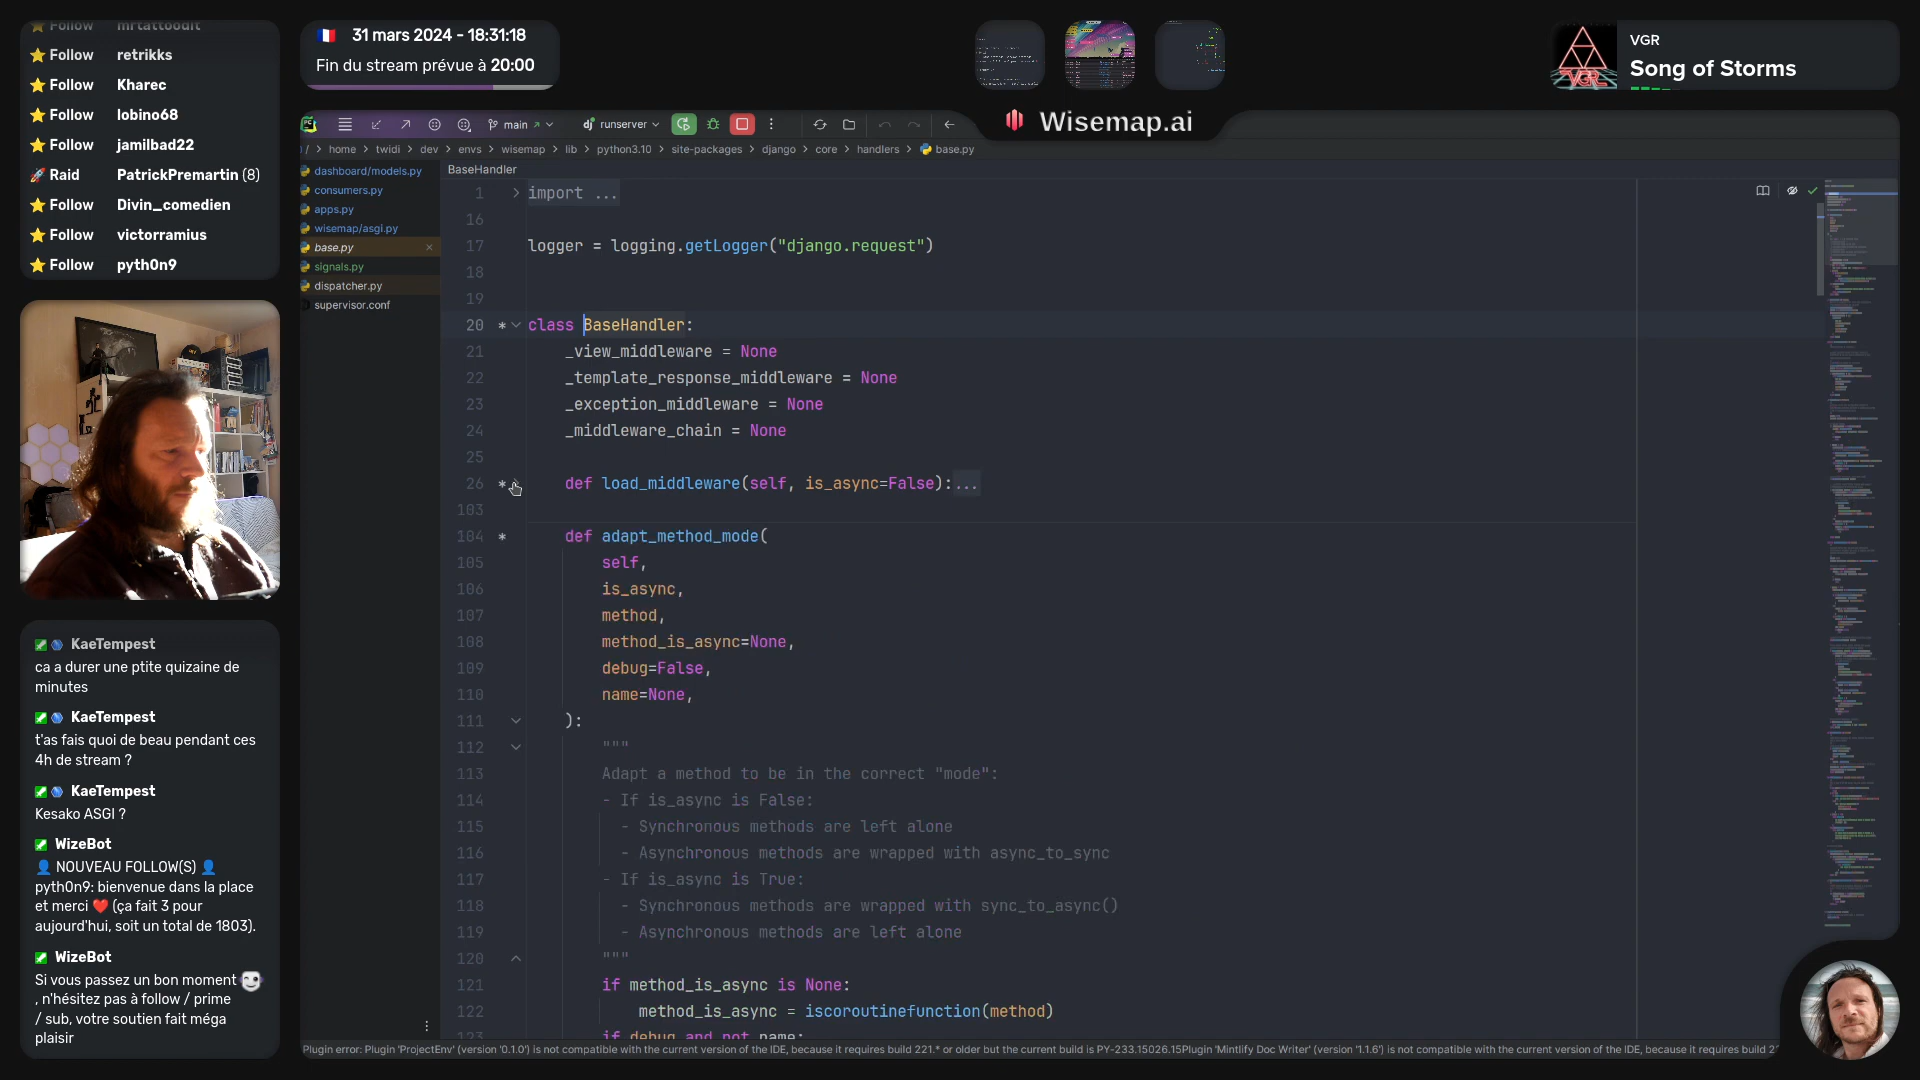 Follow mrtattoodit
Follow retrikks
Follow Kharec
Follow lobino68
Follow jamilbad22
Raid PatrickPremartin (8)
Follow Divin_comedien
Follow victorramius
Follow pyth0n9
31 mars 2024 - 18:31:18
Fin du stream prévue à 20:00
VGR
Song of Storms
Wisemap.ai
main
runserver
/ > home > twidi > dev > envs > wisemap > lib > python3.10 > site-packages > django > core > handlers > base.py
dashboard/models.py
consumers.py
apps.py
wisemap/asgi.py
base.py
signals.py
dispatcher.py
supervisor.conf
BaseHandler
1 import ...
16
17 logger = logging.getLogger("django.request")
18
19
20 class BaseHandler:
21 _view_middleware = None
22 _template_response_middleware = None
23 _exception_middleware = None
24 _middleware_chain = None
25
26 def load_middleware(self, is_async=False):...
103
104 def adapt_method_mode(
105 self,
106 is_async,
107 method,
108 method_is_async=None,
109 debug=False,
110 name=None,
111 ):
112 """
113 Adapt a method to be in the correct "mode":
114 - If is_async is False:
115 - Synchronous methods are left alone
116 - Asynchronous methods are wrapped with async_to_sync
117 - If is_async is True:
118 - Synchronous methods are wrapped with sync_to_async()
119 - Asynchronous methods are left alone
120 """
121 if method_is_async is None:
122 method_is_async = iscoroutinefunction(method)
123 if debug and not name:
KaeTempest
ca a durer une ptite quizaine de
minutes
KaeTempest
t'as fais quoi de beau pendant ces
4h de stream ?
KaeTempest
Kesako ASGI ?
WizeBot
NOUVEAU FOLLOW(S)
pyth0n9: bienvenue dans la place
et merci ❤️ (ça fait 3 pour
aujourd'hui, soit un total de 1803).
WizeBot
Si vous passez un bon moment
, n'hésitez pas à follow / prime
/ sub, votre soutien fait méga
plaisir
Plugin error: Plugin 'ProjectEnv' (version '0.1.0') is not compatible with the current version of the IDE, because it requires build 221.* or older but the current build is PY-233.15026.15Plugin 'Mintlify Doc Writer' (version '1.1.6') is not compatible with the current version of the IDE, because it requires build 2